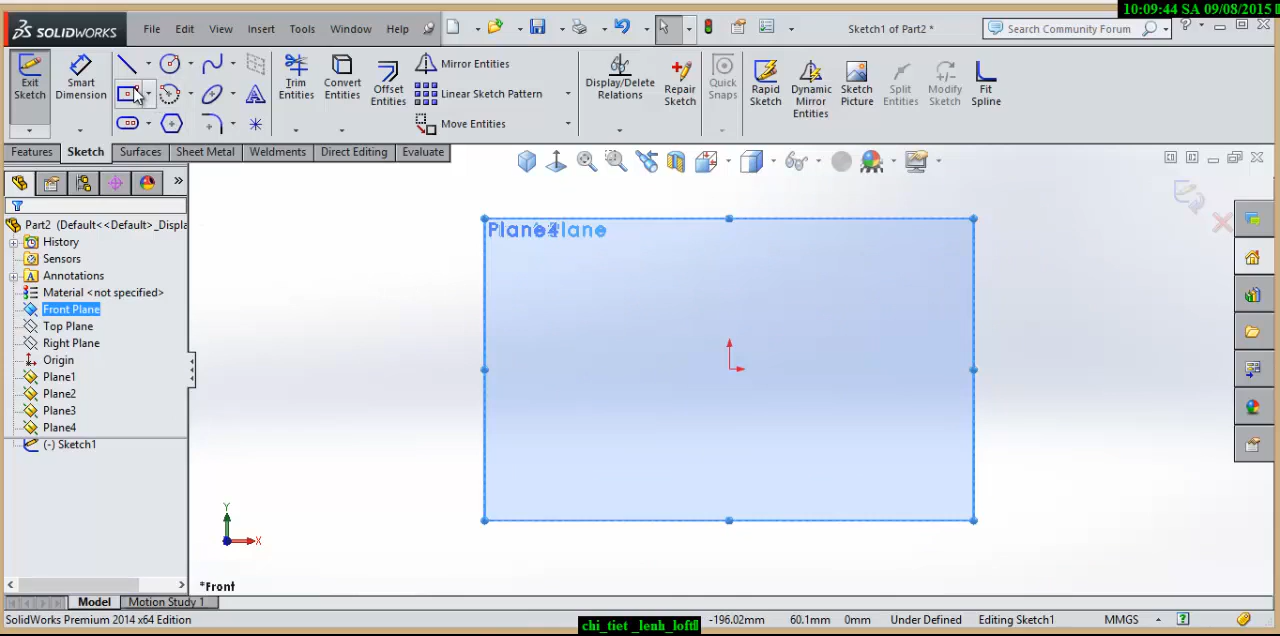 10:09:44 SA 09/08/2015
SOLIDWORKS
File Edit View Insert Tools Window Help
Sketch1 of Part2 *
Search Community Forum
Exit Sketch
Smart Dimension
Trim Entities
Convert Entities
Offset Entities
Mirror Entities
Linear Sketch Pattern
Move Entities
Display/Delete Relations
Repair Sketch
Quick Snaps
Rapid Sketch
Dynamic Mirror Entities
Sketch Picture
Split Entities
Modify Sketch
Fit Spline
Features Sketch Surfaces Sheet Metal Weldments Direct Editing Evaluate
Part2 (Default<<Default>_Displa
History
Sensors
Annotations
Material <not specified>
Front Plane
Top Plane
Right Plane
Origin
Plane1
Plane2
Plane3
Plane4
(-) Sketch1
Y
X
*Front
Model Motion Study 1
SolidWorks Premium 2014 x64 Edition
chi_tiet _lenh_loft
-196.02mm 60.1mm 0mm Under Defined Editing Sketch1 MMGS